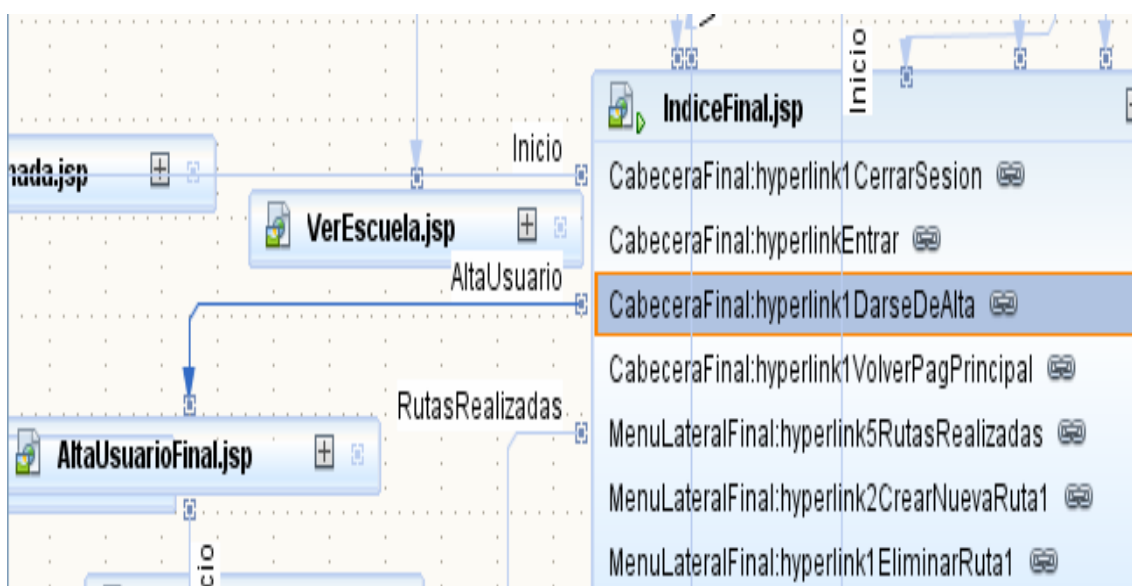 Inicio
IndiceFinal.jsp
Inicio
CabeceraFinal:hyperlink1CerrarSesion
nada.jsp
VerEscuela.jsp
CabeceraFinal:hyperlinkEntrar
AltaUsuario
CabeceraFinal:hyperlink1DarseDeAlta
CabeceraFinal:hyperlink1VolverPagPrincipal
RutasRealizadas
MenuLateralFinal:hyperlink5RutasRealizadas
AltaUsuarioFinal.jsp
MenuLateralFinal:hyperlink2CrearNuevaRuta1
cio
MenuLateralFinal:hyperlink1EliminarRuta1